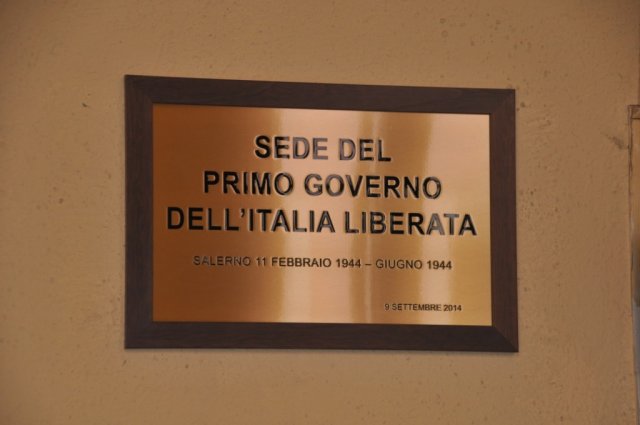 SEDE DEL
PRIMO GOVERNO
DELL'ITALIA LIBERATA
SALERNO 11 FEBBRAIO 1944 – GIUGNO 1944
9 SETTEMBRE 2014